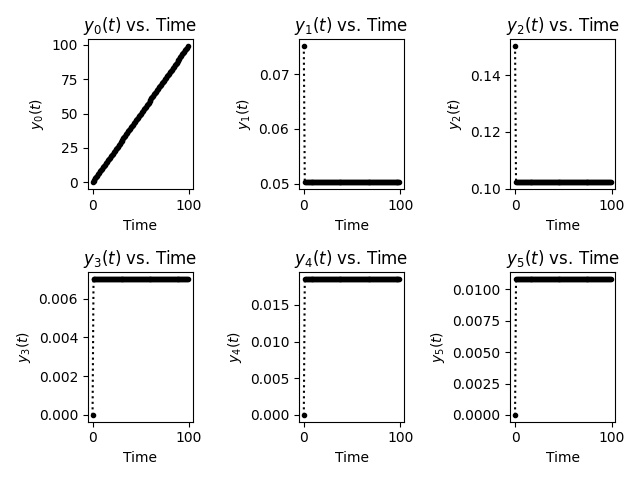 y₀(t) vs. Time
y₀(t)
100
75
50
25
0
0
100
Time
y₁(t) vs. Time
y₁(t)
0.07
0.06
0.05
0
100
Time
y₂(t) vs. Time
y₂(t)
0.14
0.12
0.10
0
100
Time
y₃(t) vs. Time
y₃(t)
0.006
0.004
0.002
0.000
0
100
Time
y₄(t) vs. Time
y₄(t)
0.015
0.010
0.005
0.000
0
100
Time
y₅(t) vs. Time
y₅(t)
0.0100
0.0075
0.0050
0.0025
0.0000
0
100
Time